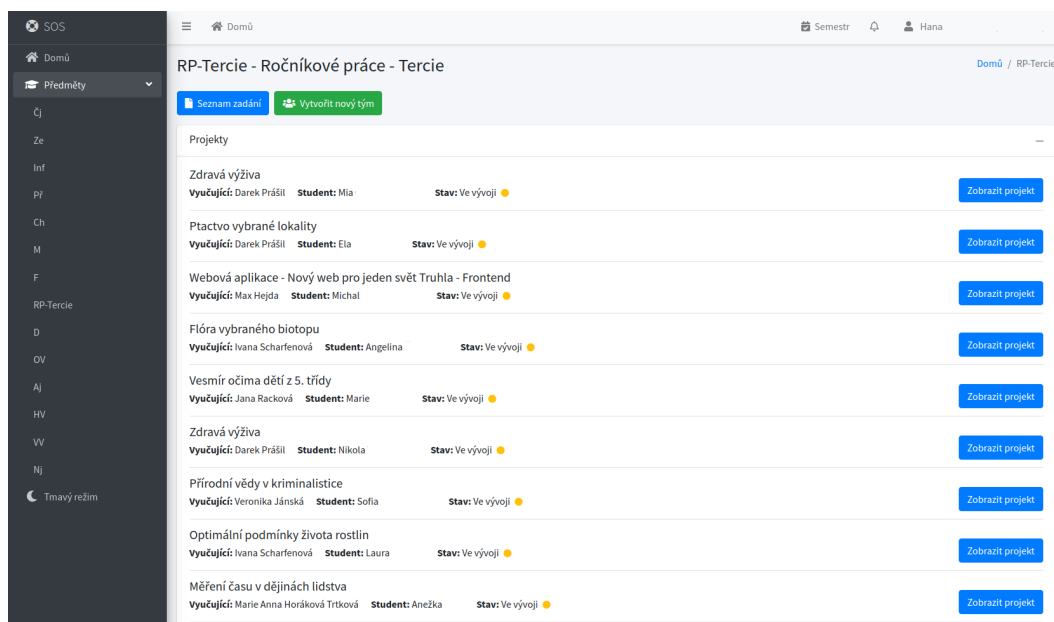 SOS
Domů
Semestr
Hana
Domů
Předměty
Čj
Ze
Inf
Př
Ch
M
F
RP-Tercie
D
OV
Aj
HV
VV
Nj
Tmavý režim
RP-Tercie - Ročníkové práce - Tercie
Domů / RP-Tercie
Seznam zadání
Vytvořit nový tým
Projekty
Zdravá výživa
Vyučující: Darek Prášil Student: Mia Stav: Ve vývoji
Zobrazit projekt
Ptactvo vybrané lokality
Vyučující: Darek Prášil Student: Ela Stav: Ve vývoji
Zobrazit projekt
Webová aplikace - Nový web pro jeden svět Truhla - Frontend
Vyučující: Max Hejda Student: Michal Stav: Ve vývoji
Zobrazit projekt
Flóra vybraného biotopu
Vyučující: Ivana Scharfenová Student: Angelina Stav: Ve vývoji
Zobrazit projekt
Vesmír očima dětí z 5. třídy
Vyučující: Jana Racková Student: Marie Stav: Ve vývoji
Zobrazit projekt
Zdravá výživa
Vyučující: Darek Prášil Student: Nikola Stav: Ve vývoji
Zobrazit projekt
Přírodní vědy v kriminalistice
Vyučující: Veronika Jánská Student: Sofia Stav: Ve vývoji
Zobrazit projekt
Optimální podmínky života rostlin
Vyučující: Ivana Scharfenová Student: Laura Stav: Ve vývoji
Zobrazit projekt
Měření času v dějinách lidstva
Vyučující: Marie Anna Horáková Trtková Student: Anežka Stav: Ve vývoji
Zobrazit projekt